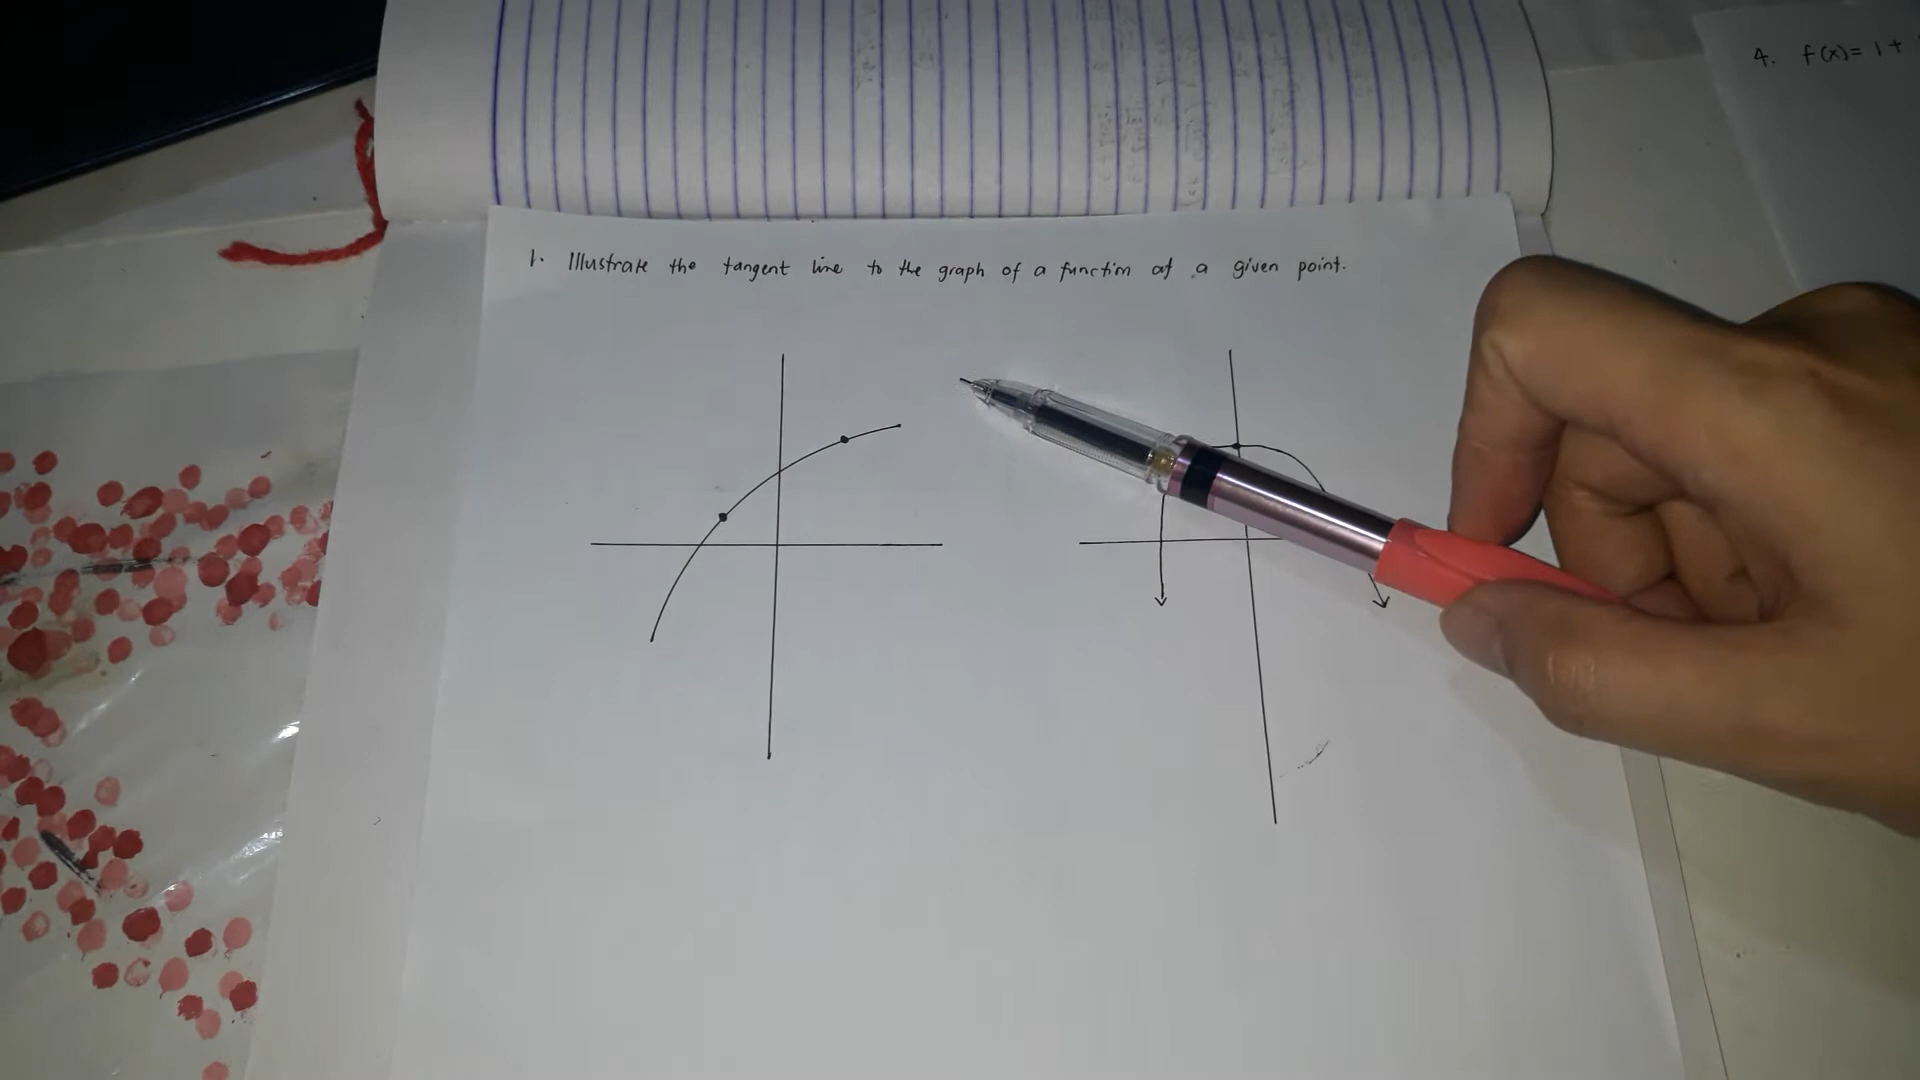 1. Illustrate the tangent line to the graph of a function at a given point.
4. f(x)= 1+